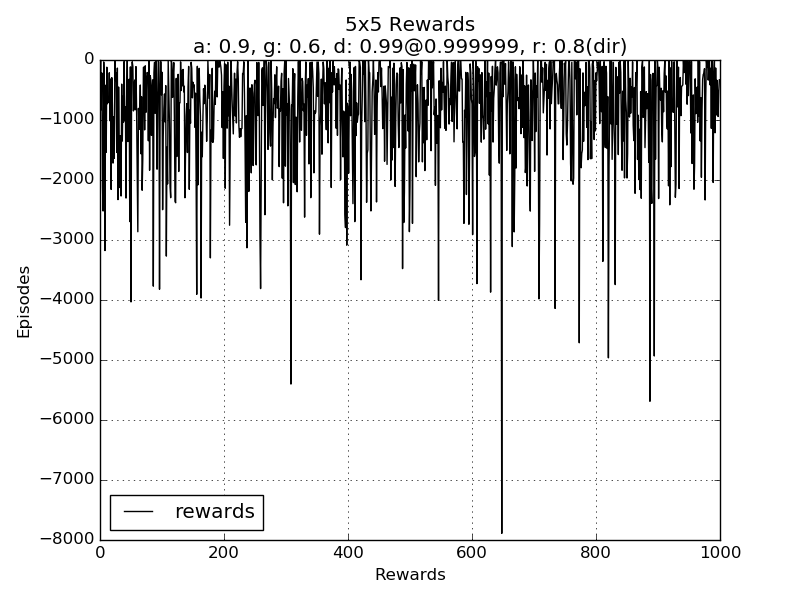 5x5 Rewards
a: 0.9, g: 0.6, d: 0.99@0.999999, r: 0.8(dir)
0
−1000
−2000
−3000
−4000
−5000
−6000
−7000
−8000
Episodes
rewards
0 200 400 600 800 1000
Rewards